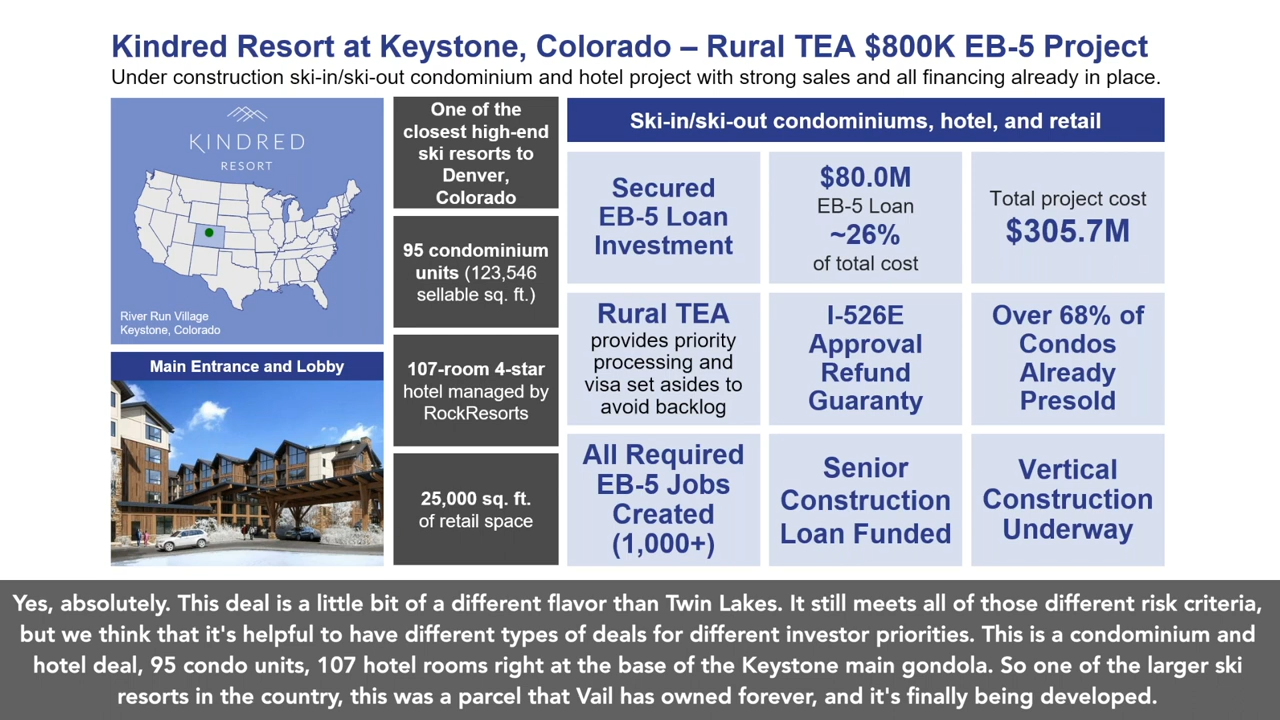 Kindred Resort at Keystone, Colorado – Rural TEA $800K EB-5 Project
Under construction ski-in/ski-out condominium and hotel project with strong sales and all financing already in place.
KINDRED
RESORT
River Run Village
Keystone, Colorado
Main Entrance and Lobby
One of the
closest high-end
ski resorts to
Denver,
Colorado
95 condominium
units (123,546
sellable sq. ft.)
107-room 4-star
hotel managed by
RockResorts
25,000 sq. ft.
of retail space
Ski-in/ski-out condominiums, hotel, and retail
Secured
EB-5 Loan
Investment
$80.0M
EB-5 Loan
~26%
of total cost
Total project cost
$305.7M
Rural TEA
provides priority
processing and
visa set asides to
avoid backlog
I-526E
Approval
Refund
Guaranty
Over 68% of
Condos
Already
Presold
All Required
EB-5 Jobs
Created
(1,000+)
Senior
Construction
Loan Funded
Vertical
Construction
Underway
Yes, absolutely. This deal is a little bit of a different flavor than Twin Lakes. It still meets all of those different risk criteria,
but we think that it's helpful to have different types of deals for different investor priorities. This is a condominium and
hotel deal, 95 condo units, 107 hotel rooms right at the base of the Keystone main gondola. So one of the larger ski
resorts in the country, this was a parcel that Vail has owned forever, and it's finally being developed.